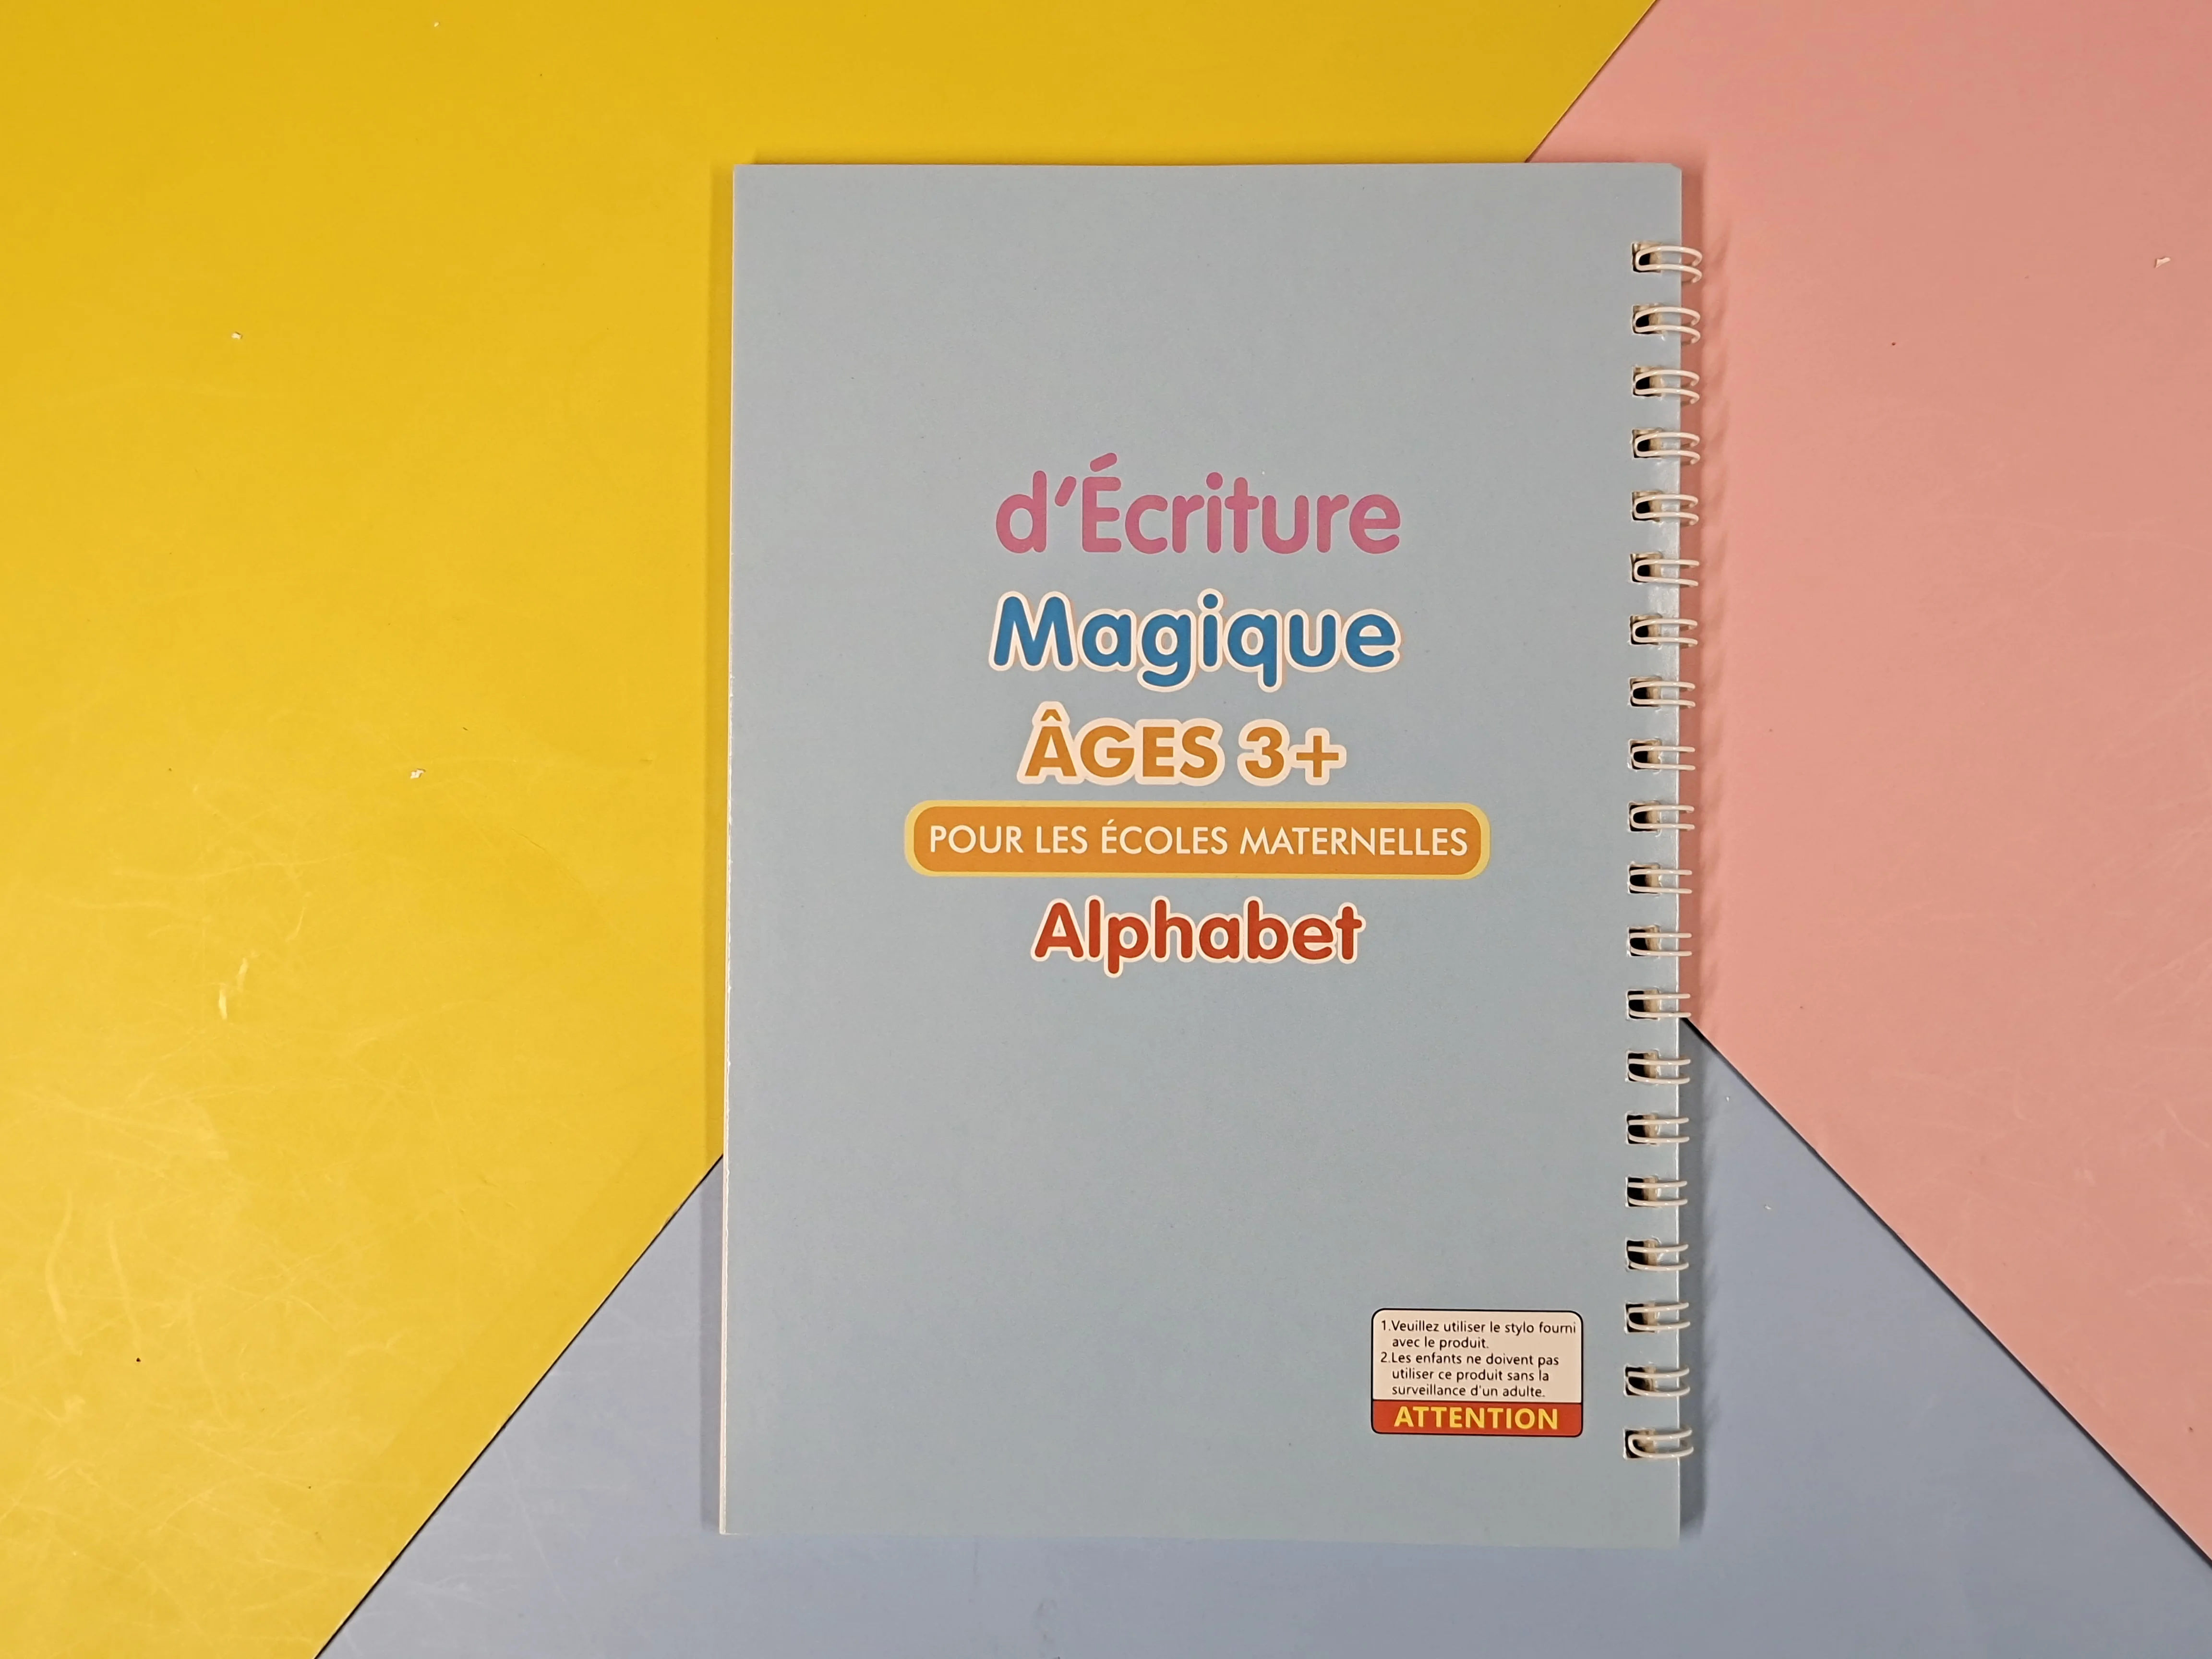 d'Écriture
Magique
ÂGES 3+
POUR LES ÉCOLES MATERNELLES
Alphabet
1.Veuillez utiliser le stylo fourni
avec le produit.
2.Les enfants ne doivent pas
utiliser ce produit sans la
surveillance d'un adulte.
ATTENTION